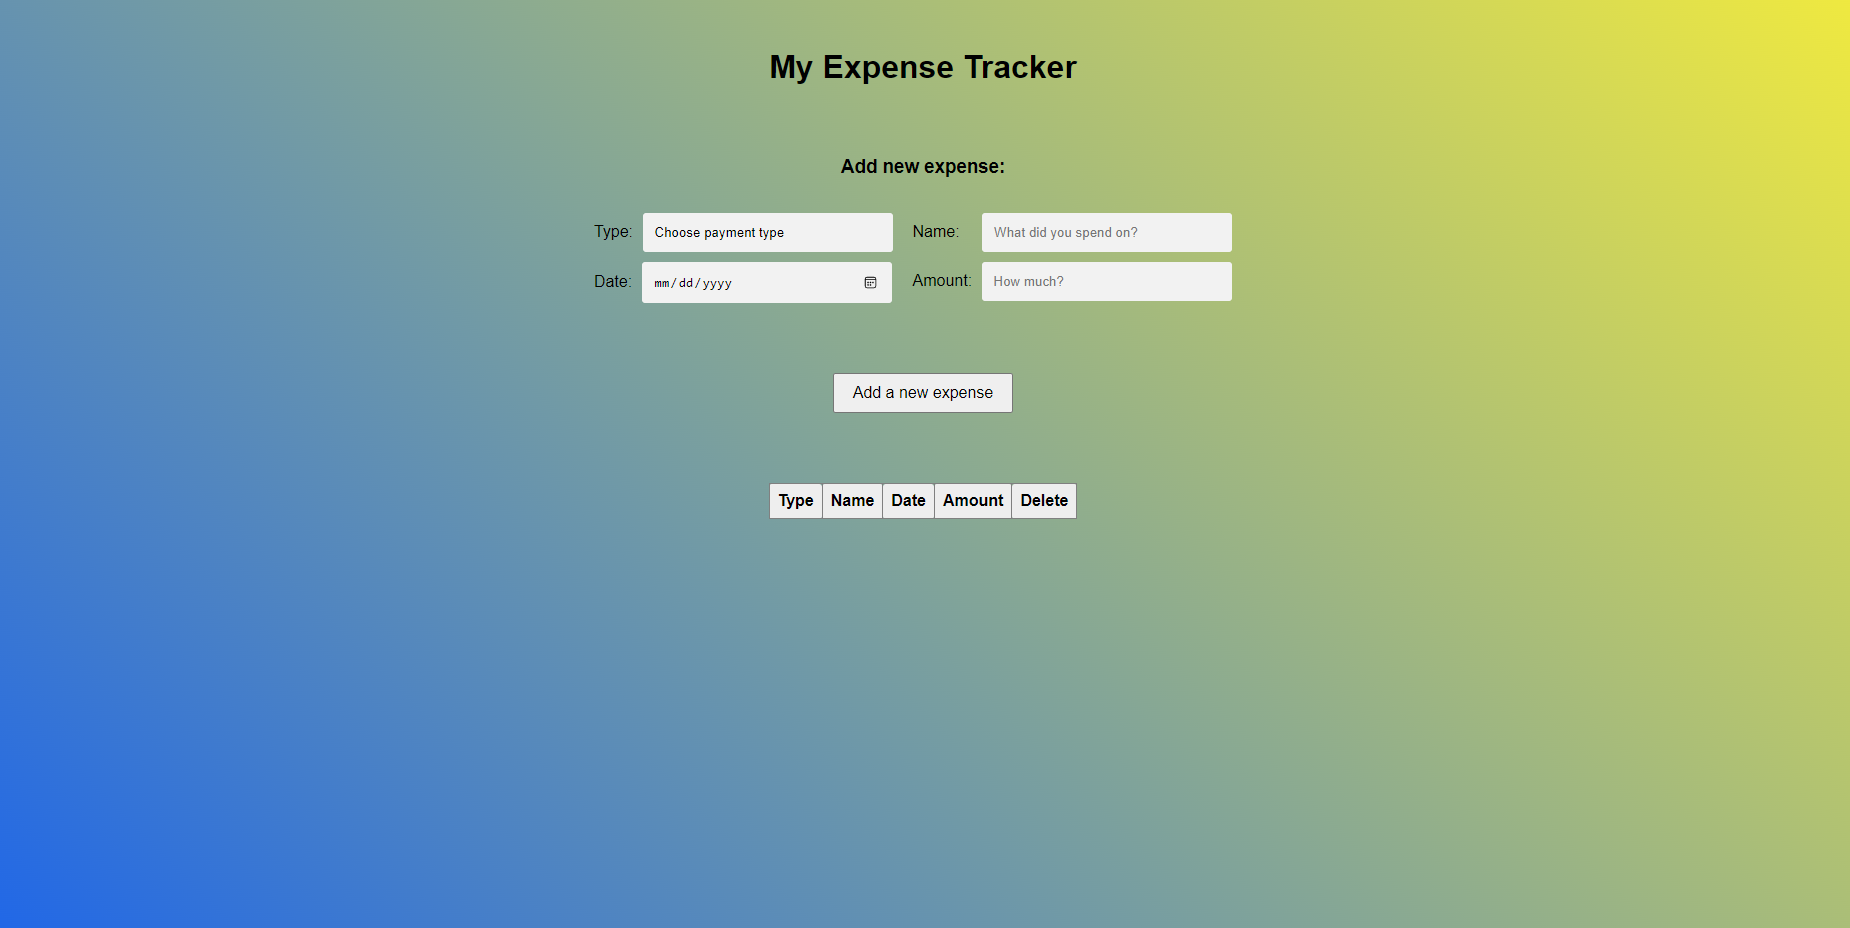 My Expense Tracker
Add new expense:
Type: Choose payment type Name: What did you spend on?
Date: mm/dd/yyyy Amount: How much?
Add a new expense
Type Name Date Amount Delete